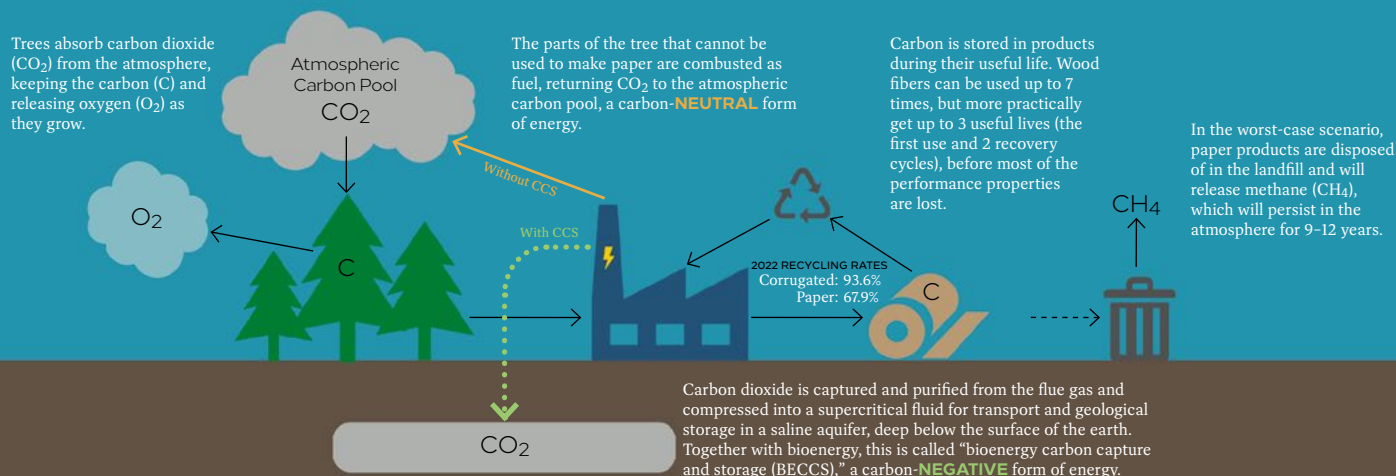 Trees absorb carbon dioxide
(CO₂) from the atmosphere,
keeping the carbon (C) and
releasing oxygen (O₂) as
they grow.
Atmospheric
Carbon Pool
CO₂
The parts of the tree that cannot be
used to make paper are combusted as
fuel, returning CO₂ to the atmospheric
carbon pool, a carbon-NEUTRAL form
of energy.
Carbon is stored in products
during their useful life. Wood
fibers can be used up to 7
times, but more practically
get up to 3 useful lives (the
first use and 2 recovery
cycles), before most of the
performance properties
are lost.
In the worst-case scenario,
paper products are disposed
of in the landfill and will
release methane (CH₄),
which will persist in the
atmosphere for 9–12 years.
O₂
C
Without CCS
With CCS
2022 RECYCLING RATES
Corrugated: 93.6%
Paper: 67.9%
C
CH₄
CO₂
Carbon dioxide is captured and purified from the flue gas and
compressed into a supercritical fluid for transport and geological
storage in a saline aquifer, deep below the surface of the earth.
Together with bioenergy, this is called “bioenergy carbon capture
and storage (BECCS),” a carbon-NEGATIVE form of energy.